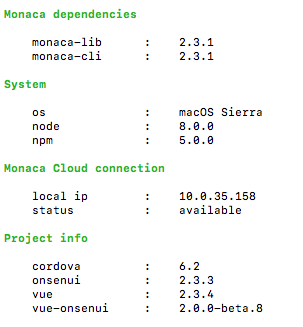 Monaca dependencies
monaca-lib : 2.3.1
monaca-cli : 2.3.1
System
os : macOS Sierra
node : 8.0.0
npm : 5.0.0
Monaca Cloud connection
local ip : 10.0.35.158
status : available
Project info
cordova : 6.2
onsenui : 2.3.3
vue : 2.3.4
vue-onsenui : 2.0.0-beta.8